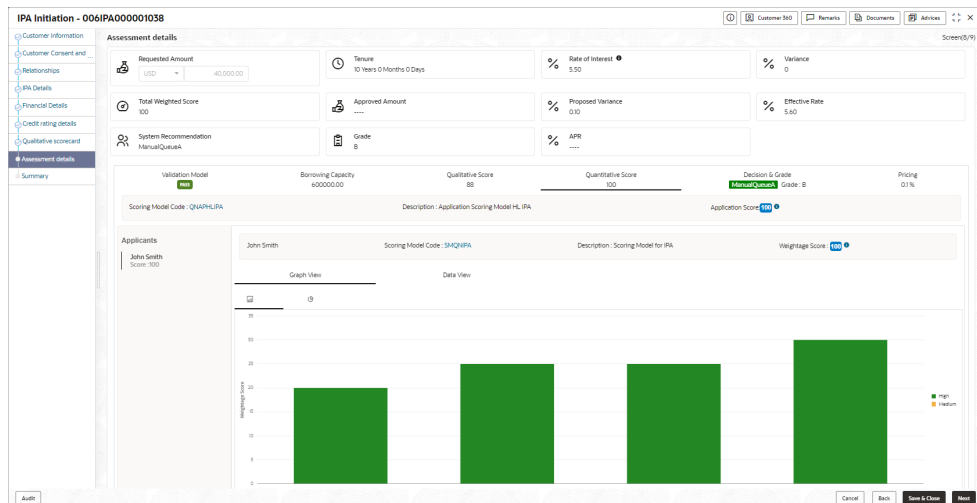 IPA Initiation - 006IPA000001038
Customer 360
Remarks
Documents
Advices
Customer Information
Customer Consent and ...
Relationships
IPA Details
Financial Details
Credit rating details
Qualitative scorecard
Assessment details
Summary
Assessment details
Screen(8/9)
Requested Amount
USD 40,000.00
Tenure
10 Years 0 Months 0 Days
Rate of Interest
5.50
Variance
0
Total Weighted Score
100
Approved Amount
----
Proposed Variance
0.10
Effective Rate
5.60
System Recommendation
ManualQueueA
Grade
B
APR
----
Validation Model
PASS
Borrowing Capacity
600000.00
Qualitative Score
88
Quantitative Score
100
Decision & Grade
ManualQueueA Grade : B
Pricing
0.1 %
Scoring Model Code : QNAPHLIPA
Description : Application Scoring Model HL IPA
Application Score: 100
Applicants
John Smith
Score :100
John Smith
Scoring Model Code : SMQNIPA
Description : Scoring Model for IPA
Weightage Score : 100
Graph View
Data View
Weightage Score
35
30
25
20
15
10
5
0
High
Medium
Audit
Cancel
Back
Save & Close
Next